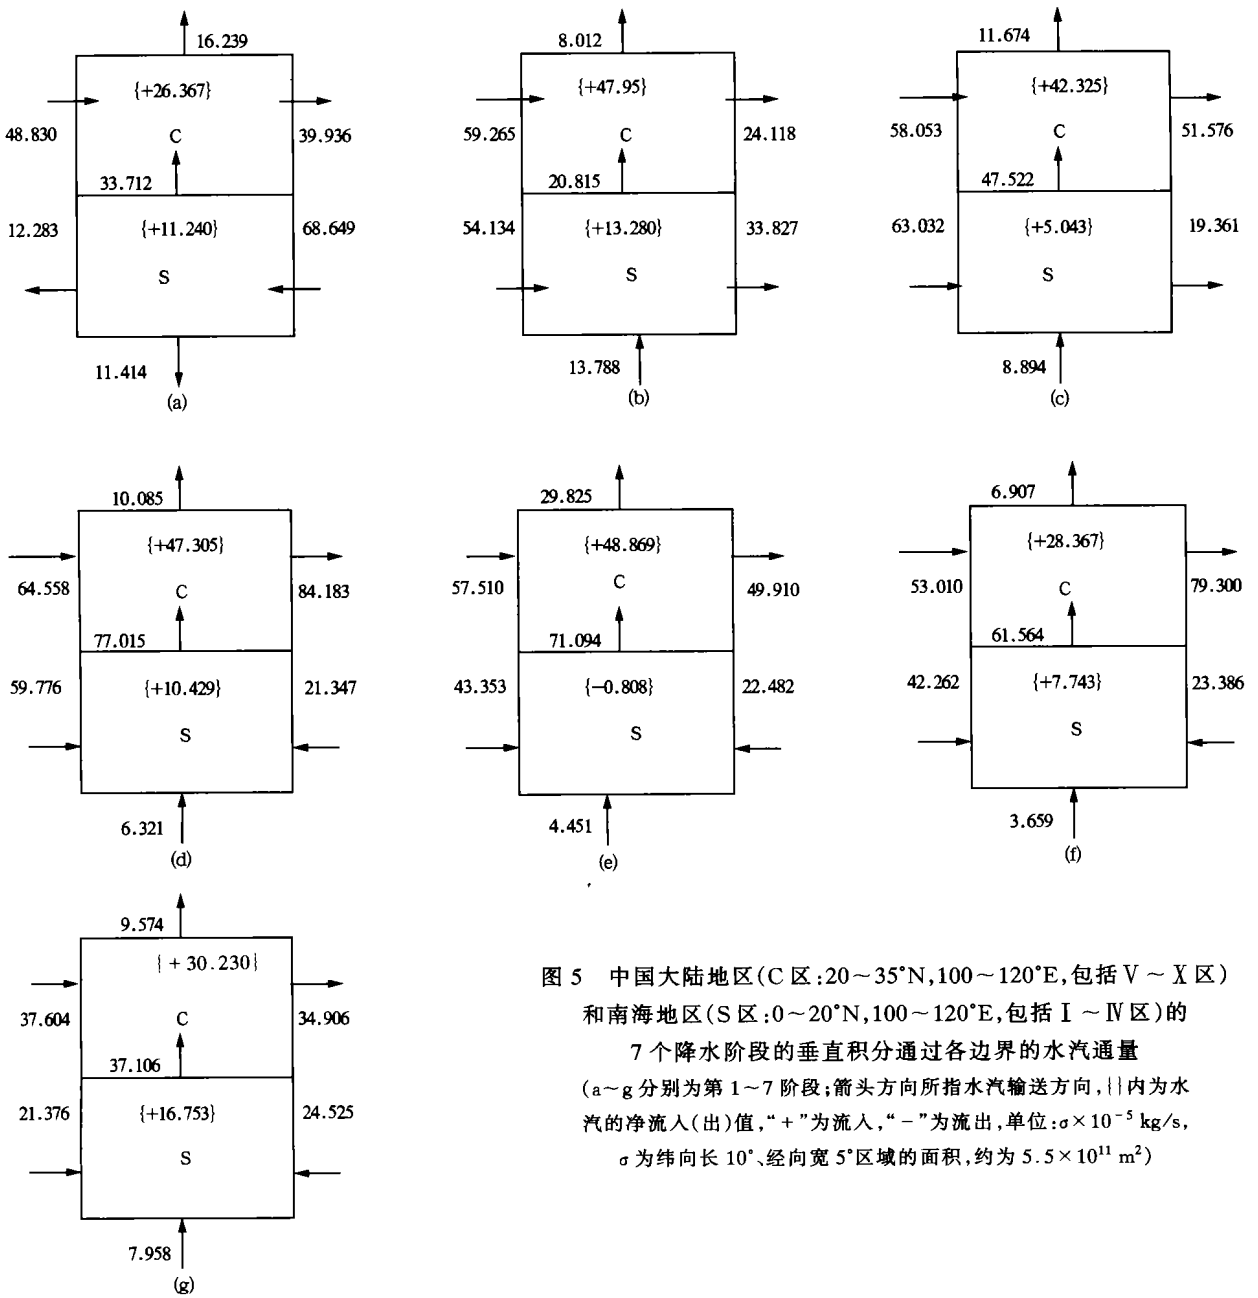 16.239
{+26.367}
48.830
C
39.936
33.712
12.283
{+11.240}
68.649
S
11.414
(a)
8.012
{+47.95}
59.265
C
24.118
20.815
54.134
{+13.280}
33.827
S
13.788
(b)
11.674
{+42.325}
58.053
C
51.576
47.522
63.032
{+5.043}
19.361
S
8.894
(c)
10.085
{+47.305}
64.558
C
84.183
77.015
59.776
{+10.429}
21.347
S
6.321
(d)
29.825
{+48.869}
57.510
C
49.910
71.094
43.353
{−0.808}
22.482
S
4.451
(e)
6.907
{+28.367}
53.010
C
79.300
61.564
42.262
{+7.743}
23.386
S
3.659
(f)
9.574
{+30.230}
37.604
C
34.906
37.106
21.376
{+16.753}
24.525
S
7.958
(g)
图 5 中国大陆地区(C 区:20~35°N,100~120°E,包括Ⅴ~Ⅹ区)
和南海地区(S 区:0~20°N,100~120°E,包括Ⅰ~Ⅳ区)的
7 个降水阶段的垂直积分通过各边界的水汽通量
(a~g 分别为第 1~7 阶段;箭头方向所指水汽输送方向,{}内为水
汽的净流入(出)值,“+”为流入,“−”为流出,单位:σ×10⁻⁵ kg/s,
σ 为纬向长 10°、经向宽 5°区域的面积,约为 5.5×10¹¹ m²)